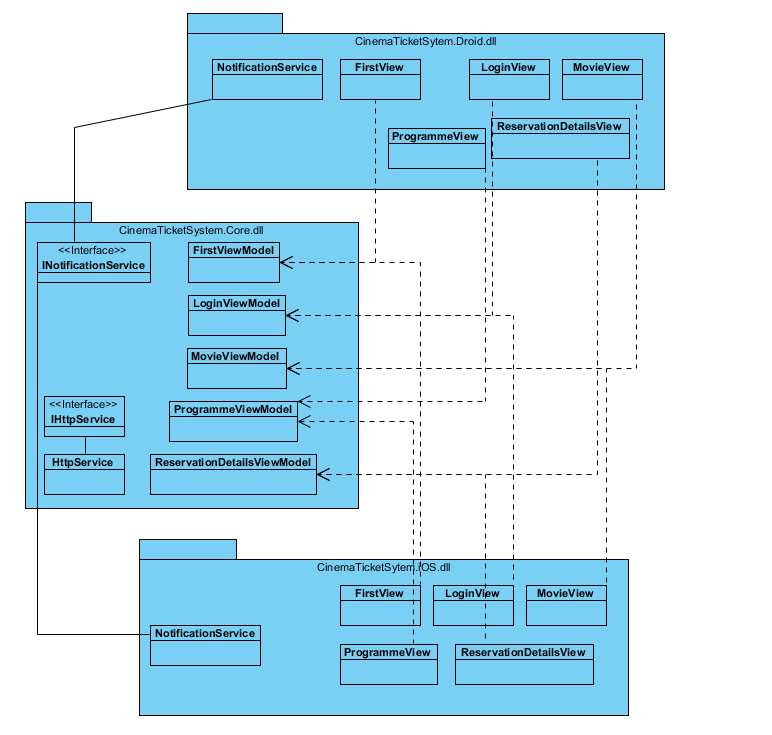 CinemaTicketSytem.Droid.dll
NotificationService
FirstView
LoginView
MovieView
ProgrammeView
ReservationDetailsView
CinemaTicketSystem.Core.dll
<<Interface>>
INotificationService
FirstViewModel
LoginViewModel
MovieViewModel
<<Interface>>
IHttpService
ProgrammeViewModel
HttpService
ReservationDetailsViewModel
CinemaTicketSytem.iOS.dll
FirstView
LoginView
MovieView
NotificationService
ProgrammeView
ReservationDetailsView